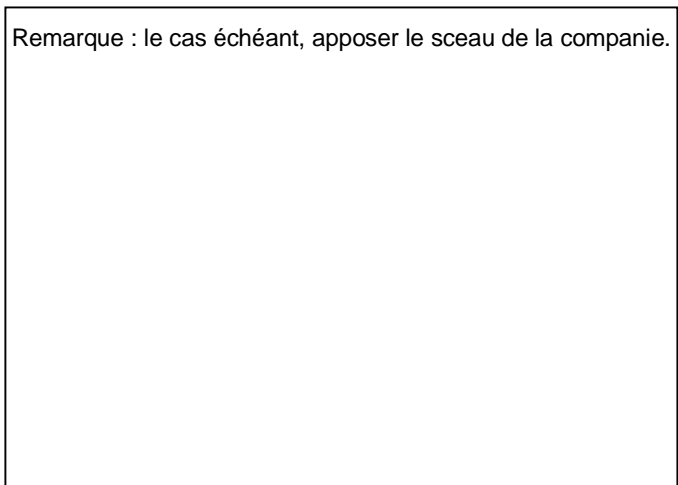 Remarque : le cas échéant, apposer le sceau de la companie.